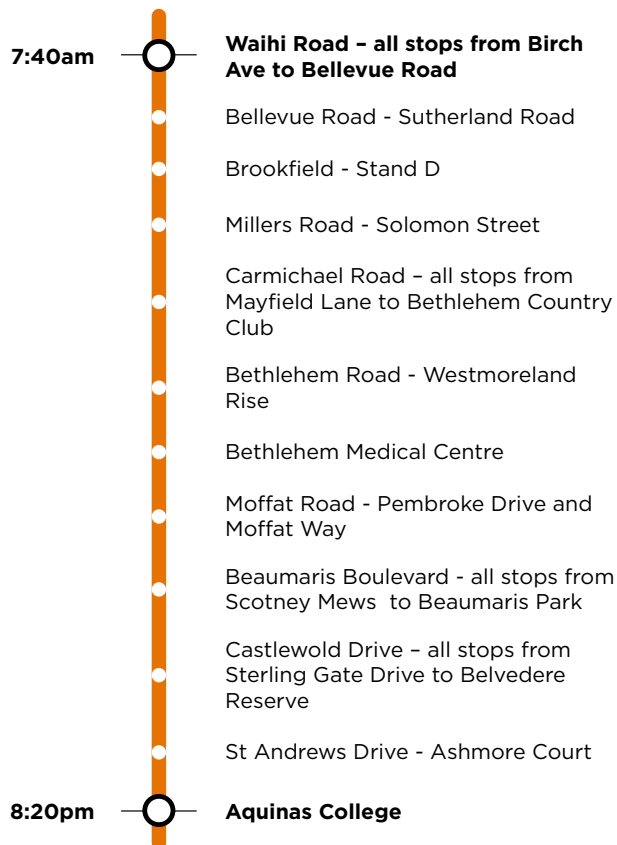 7:40am
Waihi Road – all stops from Birch
Ave to Bellevue Road
Bellevue Road - Sutherland Road
Brookfield - Stand D
Millers Road - Solomon Street
Carmichael Road – all stops from
Mayfield Lane to Bethlehem Country
Club
Bethlehem Road - Westmoreland
Rise
Bethlehem Medical Centre
Moffat Road - Pembroke Drive and
Moffat Way
Beaumaris Boulevard - all stops from
Scotney Mews  to Beaumaris Park
Castlewold Drive – all stops from
Sterling Gate Drive to Belvedere
Reserve
St Andrews Drive - Ashmore Court
8:20pm
Aquinas College